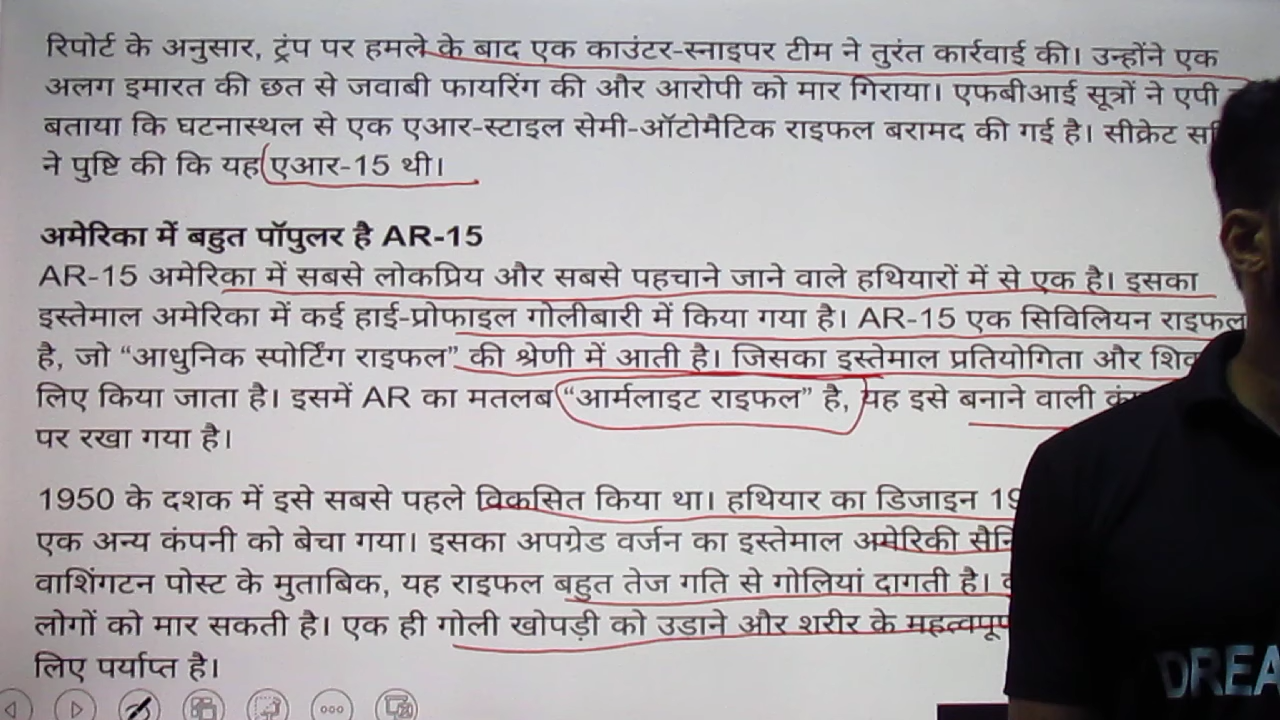 रिपोर्ट के अनुसार, ट्रंप पर हमले के बाद एक काउंटर-स्नाइपर टीम ने तुरंत कार्रवाई की। उन्होंने एक
अलग इमारत की छत से जवाबी फायरिंग की और आरोपी को मार गिराया। एफबीआई सूत्रों ने एपी
बताया कि घटनास्थल से एक एआर-स्टाइल सेमी-ऑटोमैटिक राइफल बरामद की गई है। सीक्रेट
ने पुष्टि की कि यह एआर-15 थी।
अमेरिका में बहुत पॉपुलर है AR-15
AR-15 अमेरिका में सबसे लोकप्रिय और सबसे पहचाने जाने वाले हथियारों में से एक है। इसका
इस्तेमाल अमेरिका में कई हाई-प्रोफाइल गोलीबारी में किया गया है। AR-15 एक सिविलियन राइफल
है, जो “आधुनिक स्पोर्टिंग राइफल” की श्रेणी में आती है। जिसका इस्तेमाल प्रतियोगिता और
लिए किया जाता है। इसमें AR का मतलब “आर्मलाइट राइफल” है, यह इसे बनाने वाली
पर रखा गया है।
1950 के दशक में इसे सबसे पहले विकसित किया था। हथियार का डिजाइन
एक अन्य कंपनी को बेचा गया। इसका अपग्रेड वर्जन का इस्तेमाल अमेरिकी
वाशिंगटन पोस्ट के मुताबिक, यह राइफल बहुत तेज गति से गोलियां दागती है।
लोगों को मार सकती है। एक ही गोली खोपड़ी को उडाने और शरीर के
लिए पर्याप्त है।